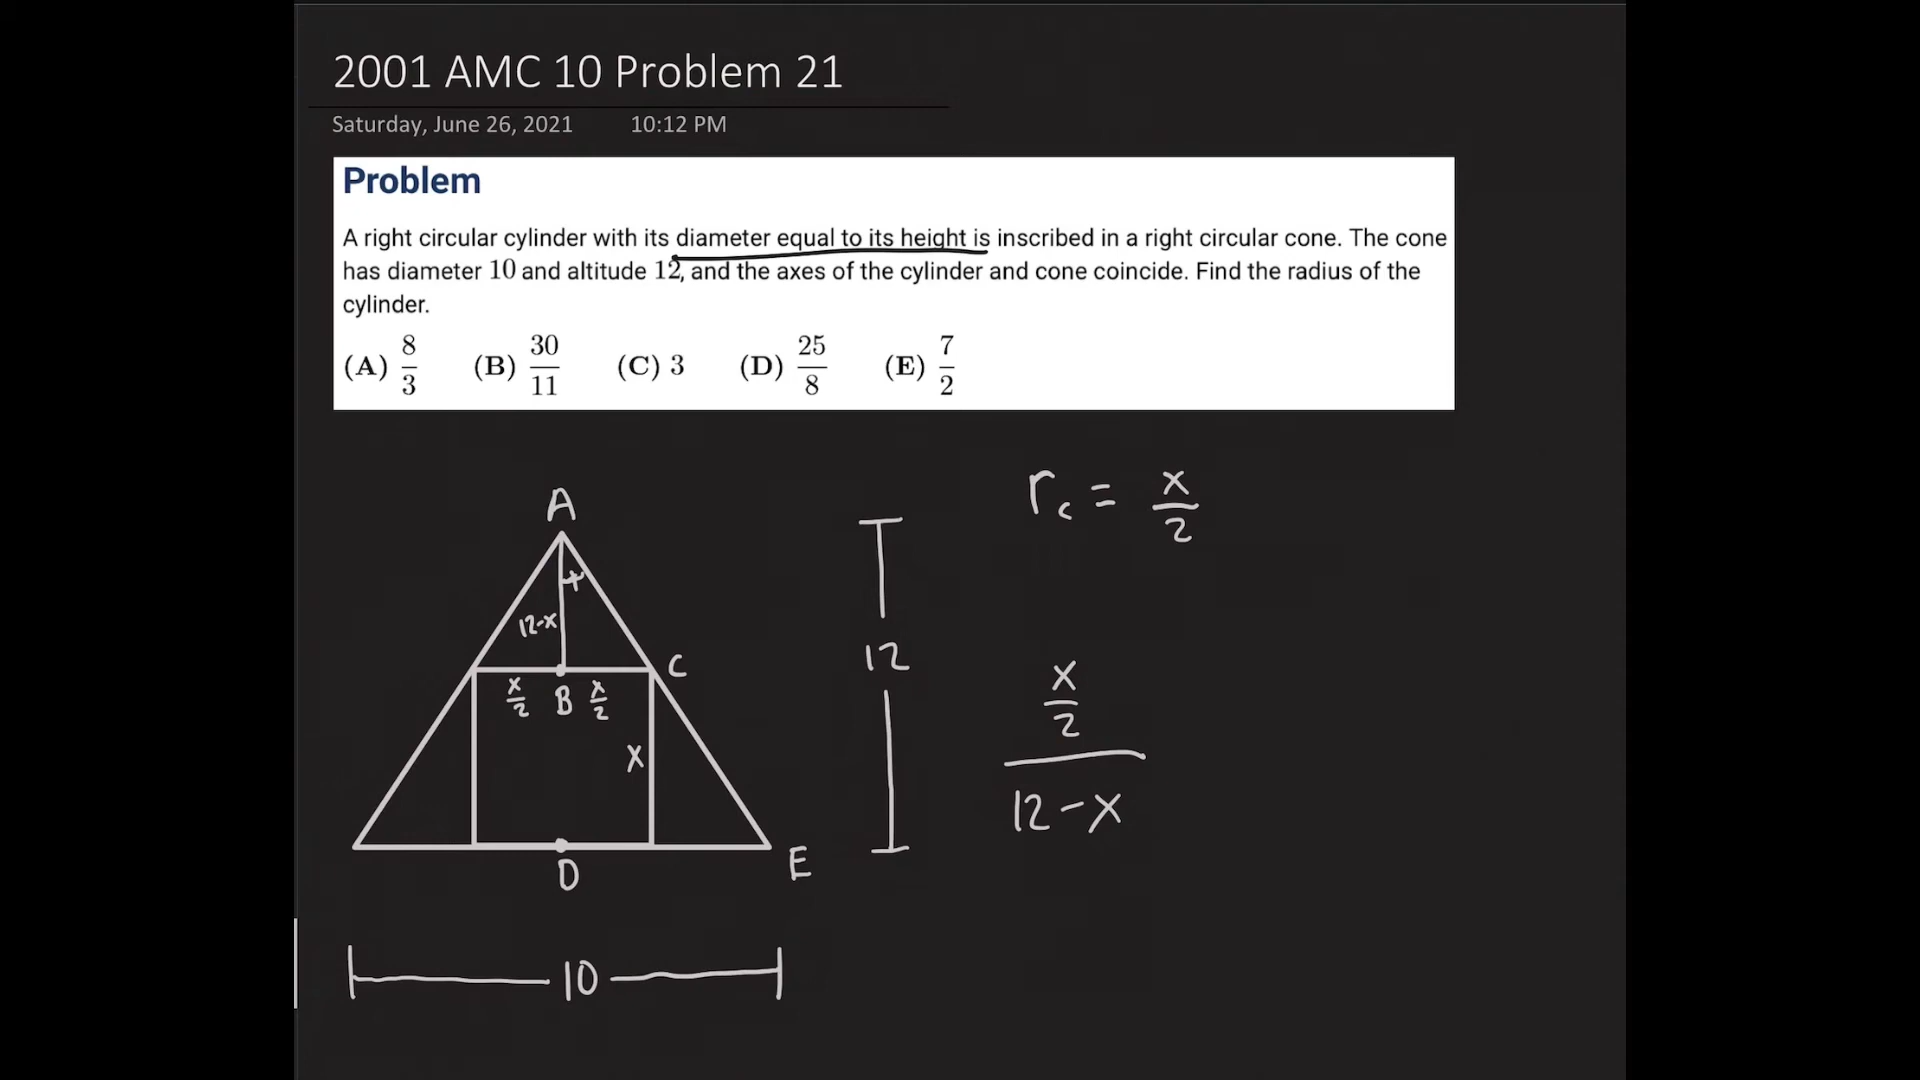 2001 AMC 10 Problem 21
Saturday, June 26, 2021 10:12 PM
Problem
A right circular cylinder with its diameter equal to its height is inscribed in a right circular cone. The cone
has diameter 10 and altitude 12, and the axes of the cylinder and cone coincide. Find the radius of the
cylinder.
(A) 8/3 (B) 30/11 (C) 3 (D) 25/8 (E) 7/2
r_c = x/2
A
12-x
C
x/2 B x/2
x
12
x/2
12-x
D
E
10